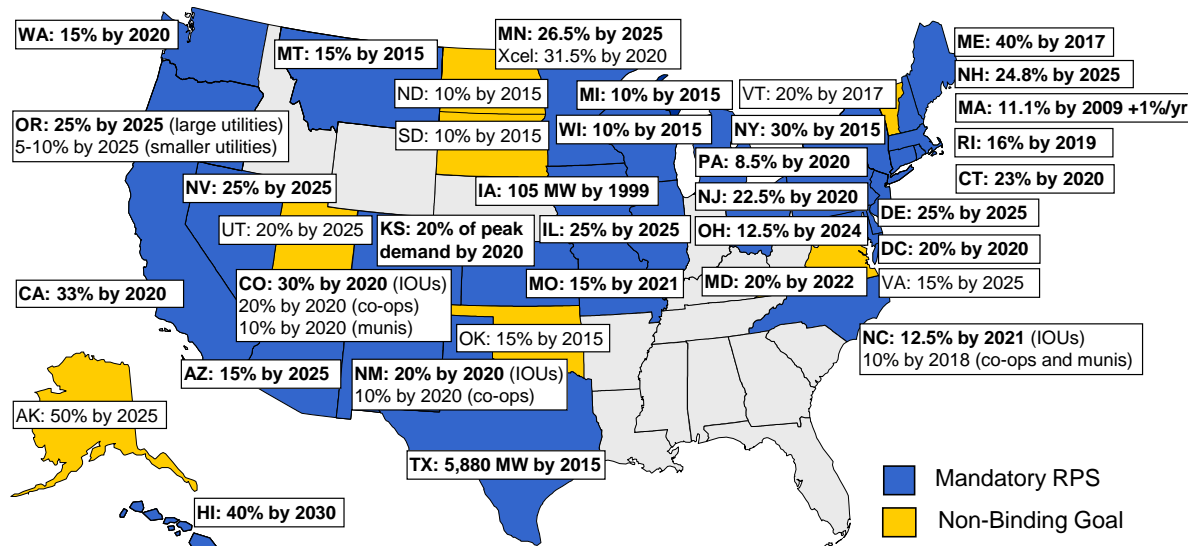 WA: 15% by 2020
MT: 15% by 2015
MN: 26.5% by 2025
Xcel: 31.5% by 2020
ME: 40% by 2017
NH: 24.8% by 2025
ND: 10% by 2015
MI: 10% by 2015
VT: 20% by 2017
MA: 11.1% by 2009 +1%/yr
OR: 25% by 2025 (large utilities)
5-10% by 2025 (smaller utilities)
SD: 10% by 2015
WI: 10% by 2015
NY: 30% by 2015
RI: 16% by 2019
PA: 8.5% by 2020
CT: 23% by 2020
NV: 25% by 2025
IA: 105 MW by 1999
NJ: 22.5% by 2020
DE: 25% by 2025
UT: 20% by 2025
KS: 20% of peak
demand by 2020
IL: 25% by 2025
OH: 12.5% by 2024
DC: 20% by 2020
CA: 33% by 2020
CO: 30% by 2020 (IOUs)
20% by 2020 (co-ops)
10% by 2020 (munis)
MO: 15% by 2021
MD: 20% by 2022
VA: 15% by 2025
OK: 15% by 2015
NC: 12.5% by 2021 (IOUs)
10% by 2018 (co-ops and munis)
AZ: 15% by 2025
NM: 20% by 2020 (IOUs)
10% by 2020 (co-ops)
AK: 50% by 2025
TX: 5,880 MW by 2015
HI: 40% by 2030
Mandatory RPS
Non-Binding Goal